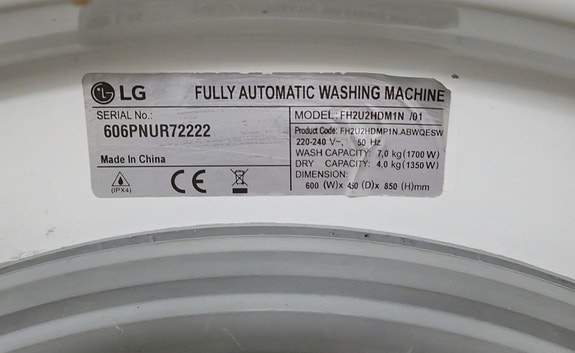 LG FULLY AUTOMATIC WASHING MACHINE
SERIAL No.:
606PNUR72222
Made In China
(IPX4)
CE
MODEL: FH2U2HDM1N /01
Product Code: FH2U2HDMP1N.ABWQESW
220-240 V~, 50 Hz
WASH CAPACITY: 7,0 kg(1700 W)
DRY CAPACITY: 4,0 kg(1350 W)
DIMENSION:
600 (W)x 450 (D)x 850 (H)mm